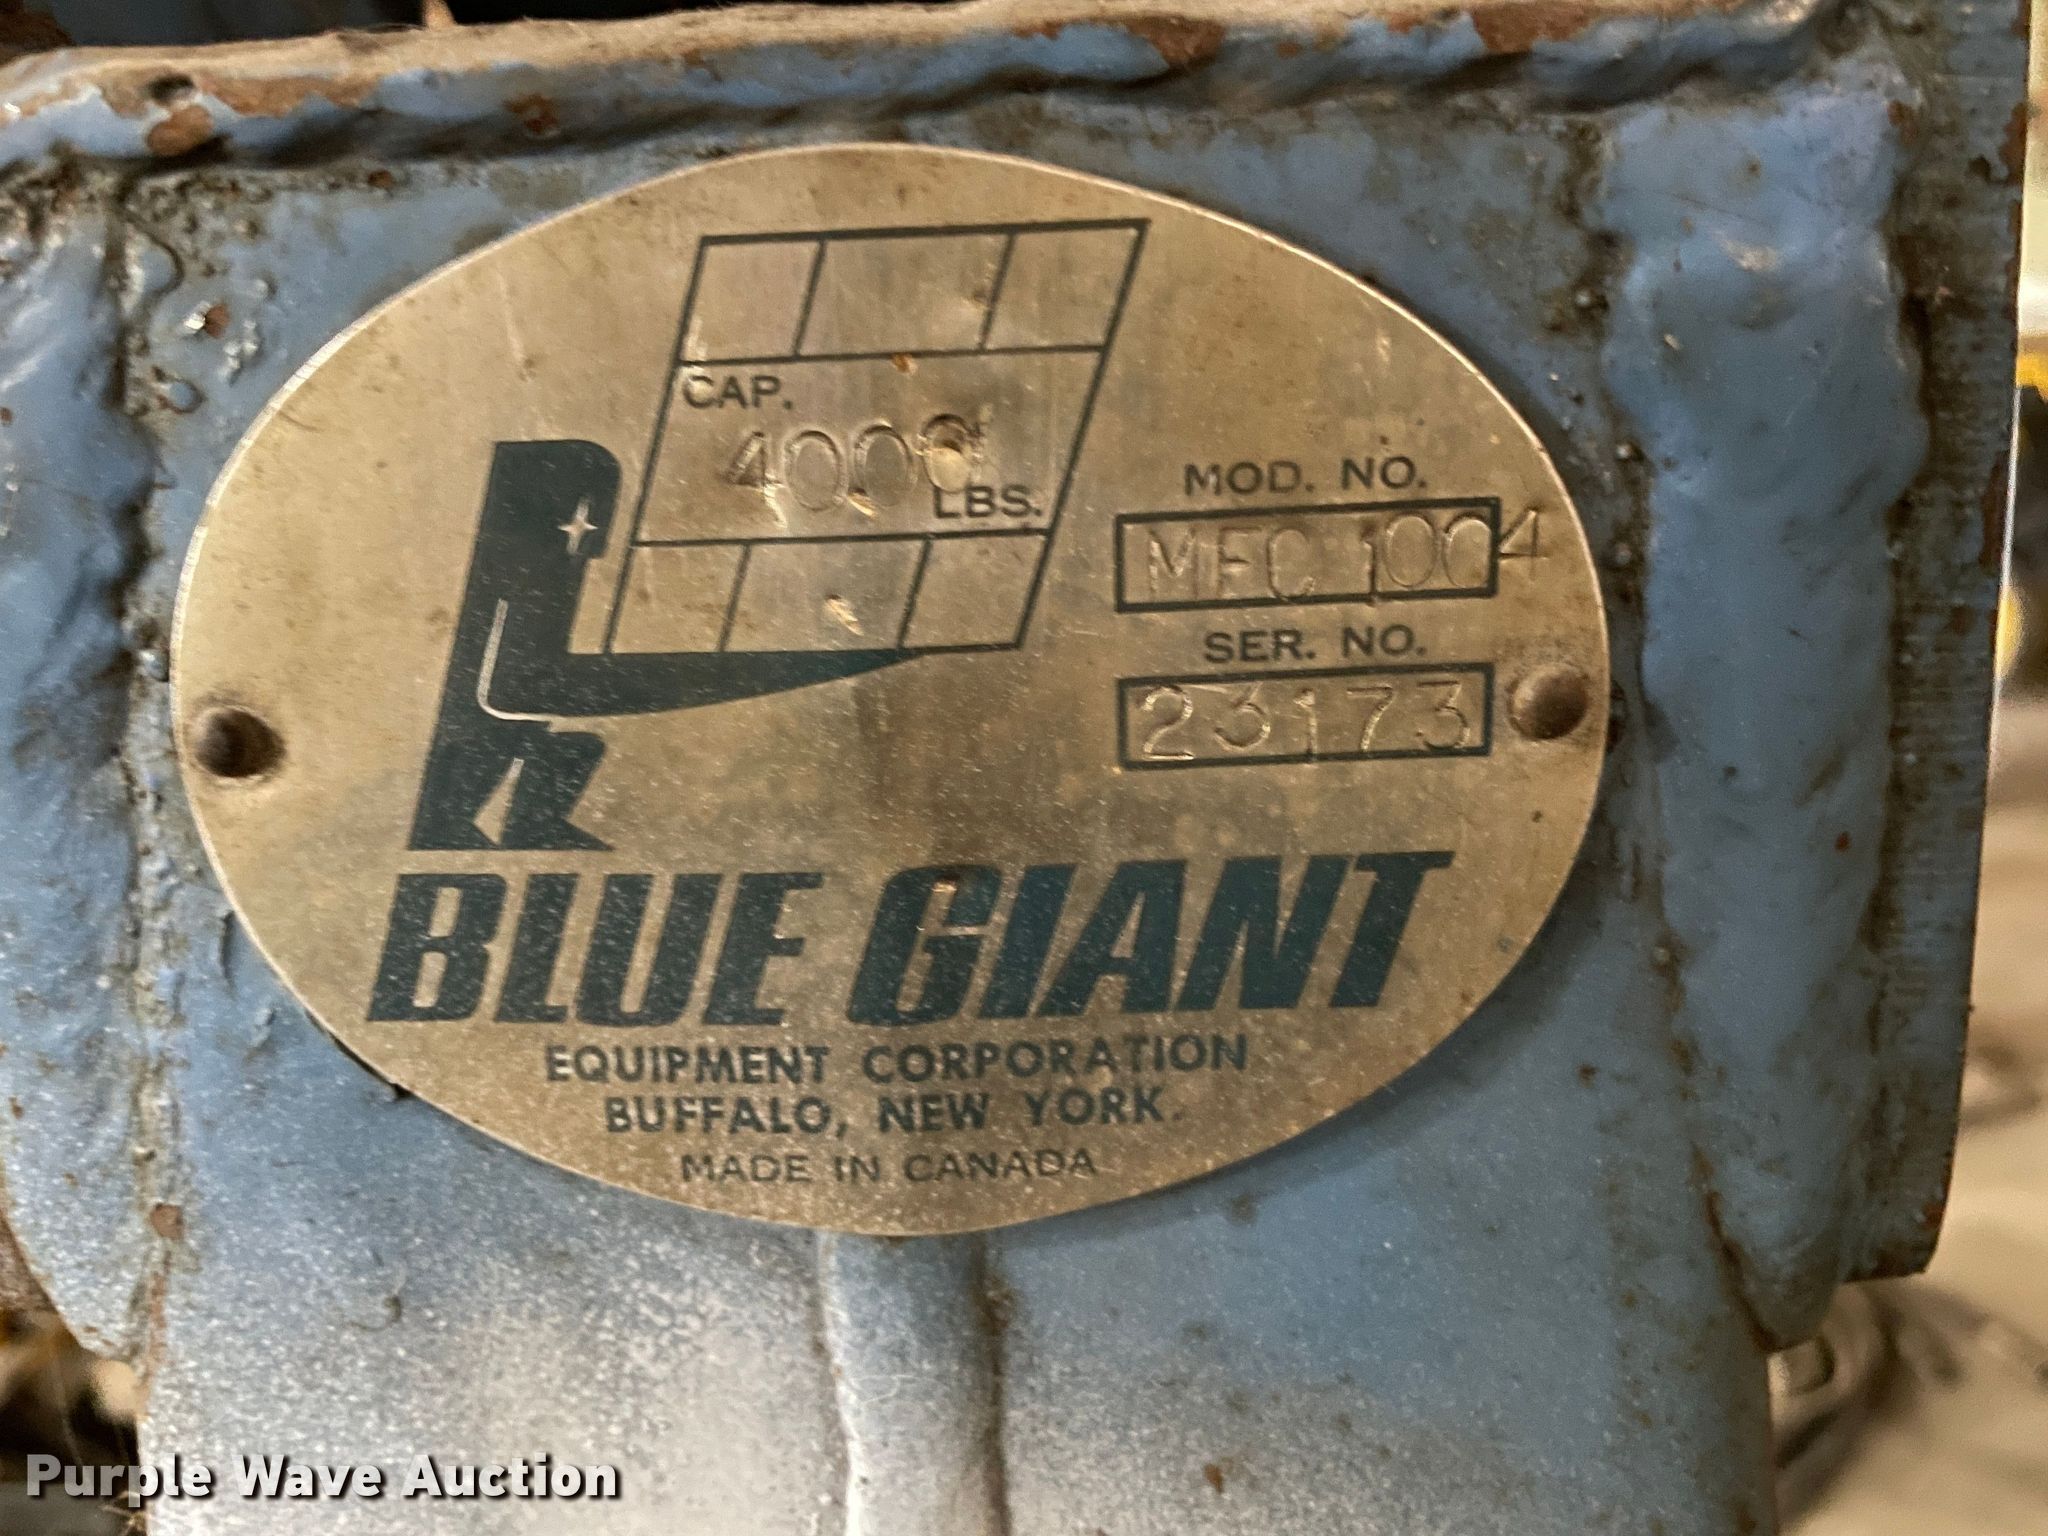 CAP.
4000
LBS.
MOD. NO.
MFC 1004
SER. NO.
23173
BLUE GIANT
EQUIPMENT CORPORATION
BUFFALO, NEW YORK.
MADE IN CANADA
Purple Wave Auction